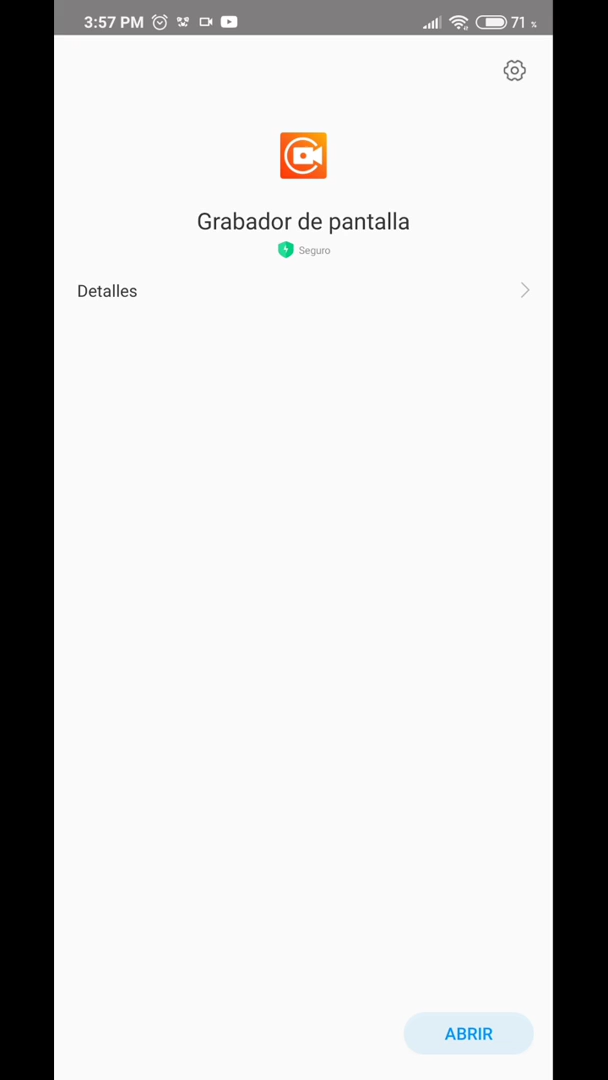 3:57 PM 71 %
Grabador de pantalla
Seguro
Detalles
ABRIR